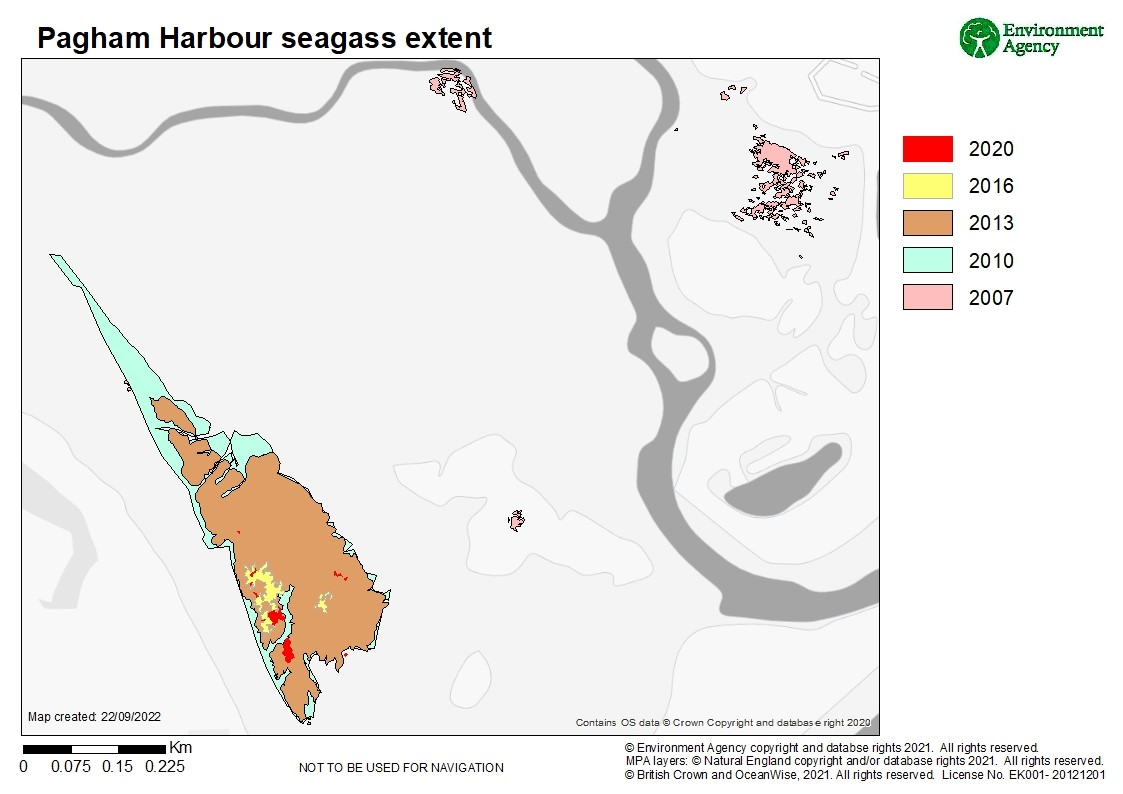 Pagham Harbour seagass extent
Environment
Agency
2020
2016
2013
2010
2007
Map created: 22/09/2022
Contains OS data © Crown Copyright and database right 2020
Km
0 0.075 0.15 0.225
NOT TO BE USED FOR NAVIGATION
© Environment Agency copyright and databse rights 2021. All rights reserved.
MPA layers: © Natural England copyright and/or database rights 2021. All rights reserved.
© British Crown and OceanWise, 2021. All rights reserved. License No. EK001- 20121201